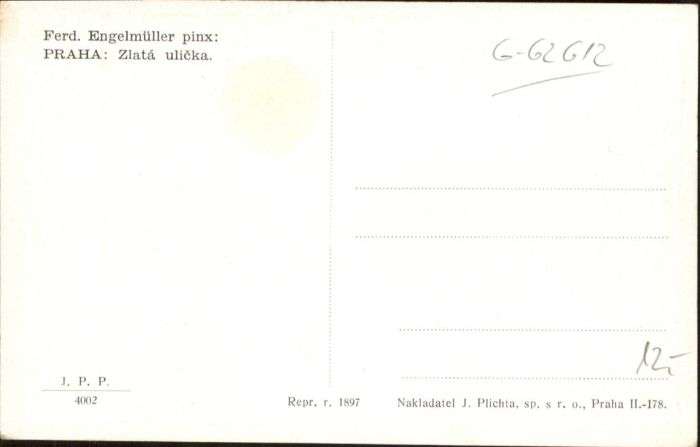 Ferd. Engelmüller pinx:
PRAHA: Zlatá ulička.
G-62612
12,-
J. P. P.
4002
Repr. r. 1897
Nakladatel J. Plichta, sp. s r. o., Praha II.-178.